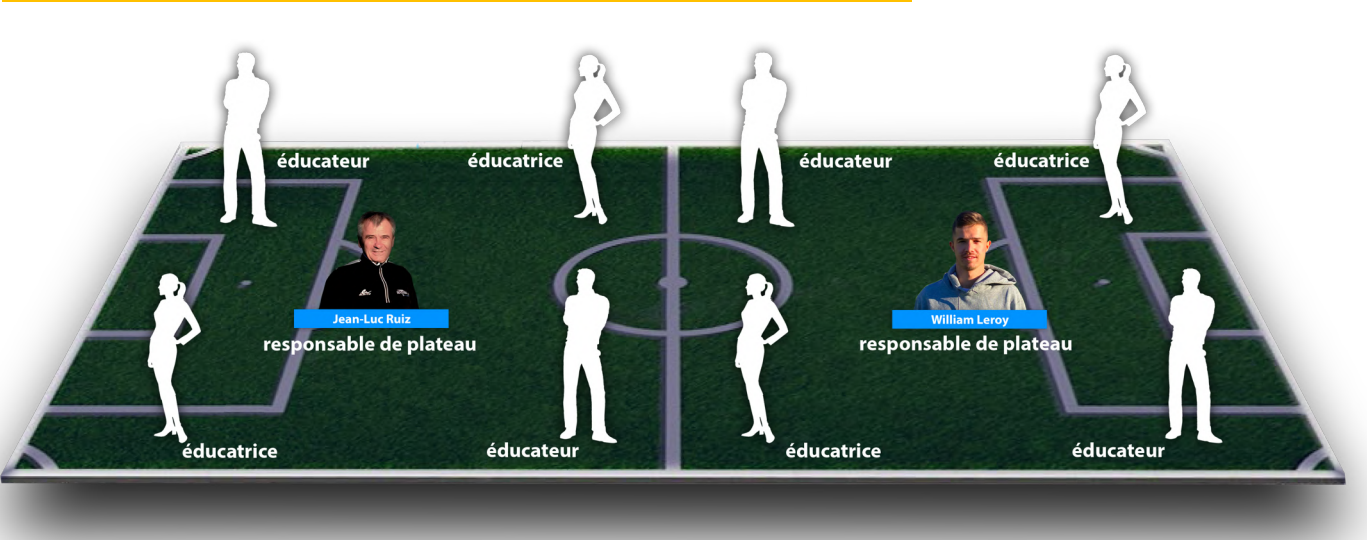 éducateur
éducatrice
éducateur
éducatrice
Jean-Luc Ruiz
responsable de plateau
William Leroy
responsable de plateau
éducatrice
éducateur
éducatrice
éducateur